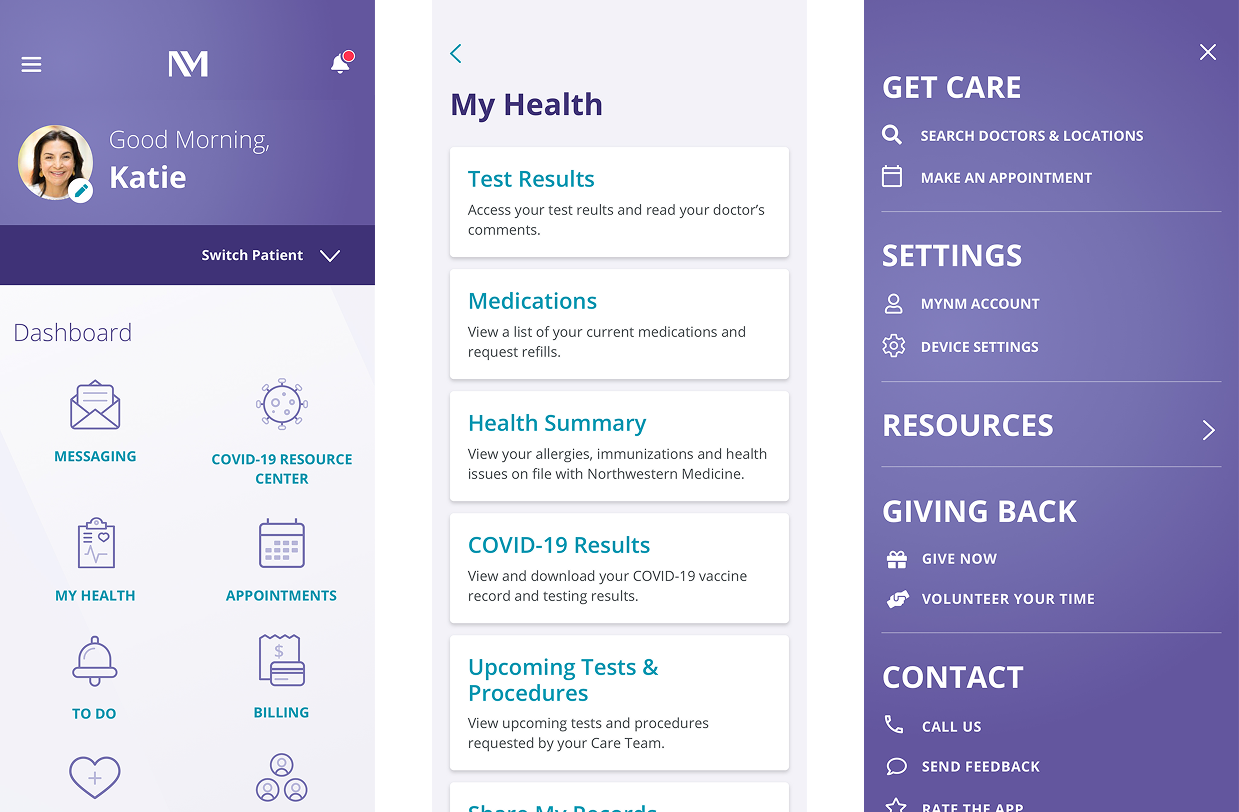 NM
Good Morning,
Katie
Switch Patient
Dashboard
MESSAGING
COVID-19 RESOURCE
CENTER
MY HEALTH
APPOINTMENTS
TO DO
$
BILLING
My Health
Test Results
Access your test reults and read your doctor’s
comments.
Medications
View a list of your current medications and
request refills.
Health Summary
View your allergies, immunizations and health
issues on file with Northwestern Medicine.
COVID-19 Results
View and download your COVID-19 vaccine
record and testing results.
Upcoming Tests &
Procedures
View upcoming tests and procedures
requested by your Care Team.
Share My Records
GET CARE
SEARCH DOCTORS & LOCATIONS
MAKE AN APPOINTMENT
SETTINGS
MYNM ACCOUNT
DEVICE SETTINGS
RESOURCES
GIVING BACK
GIVE NOW
VOLUNTEER YOUR TIME
CONTACT
CALL US
SEND FEEDBACK
RATE THE APP